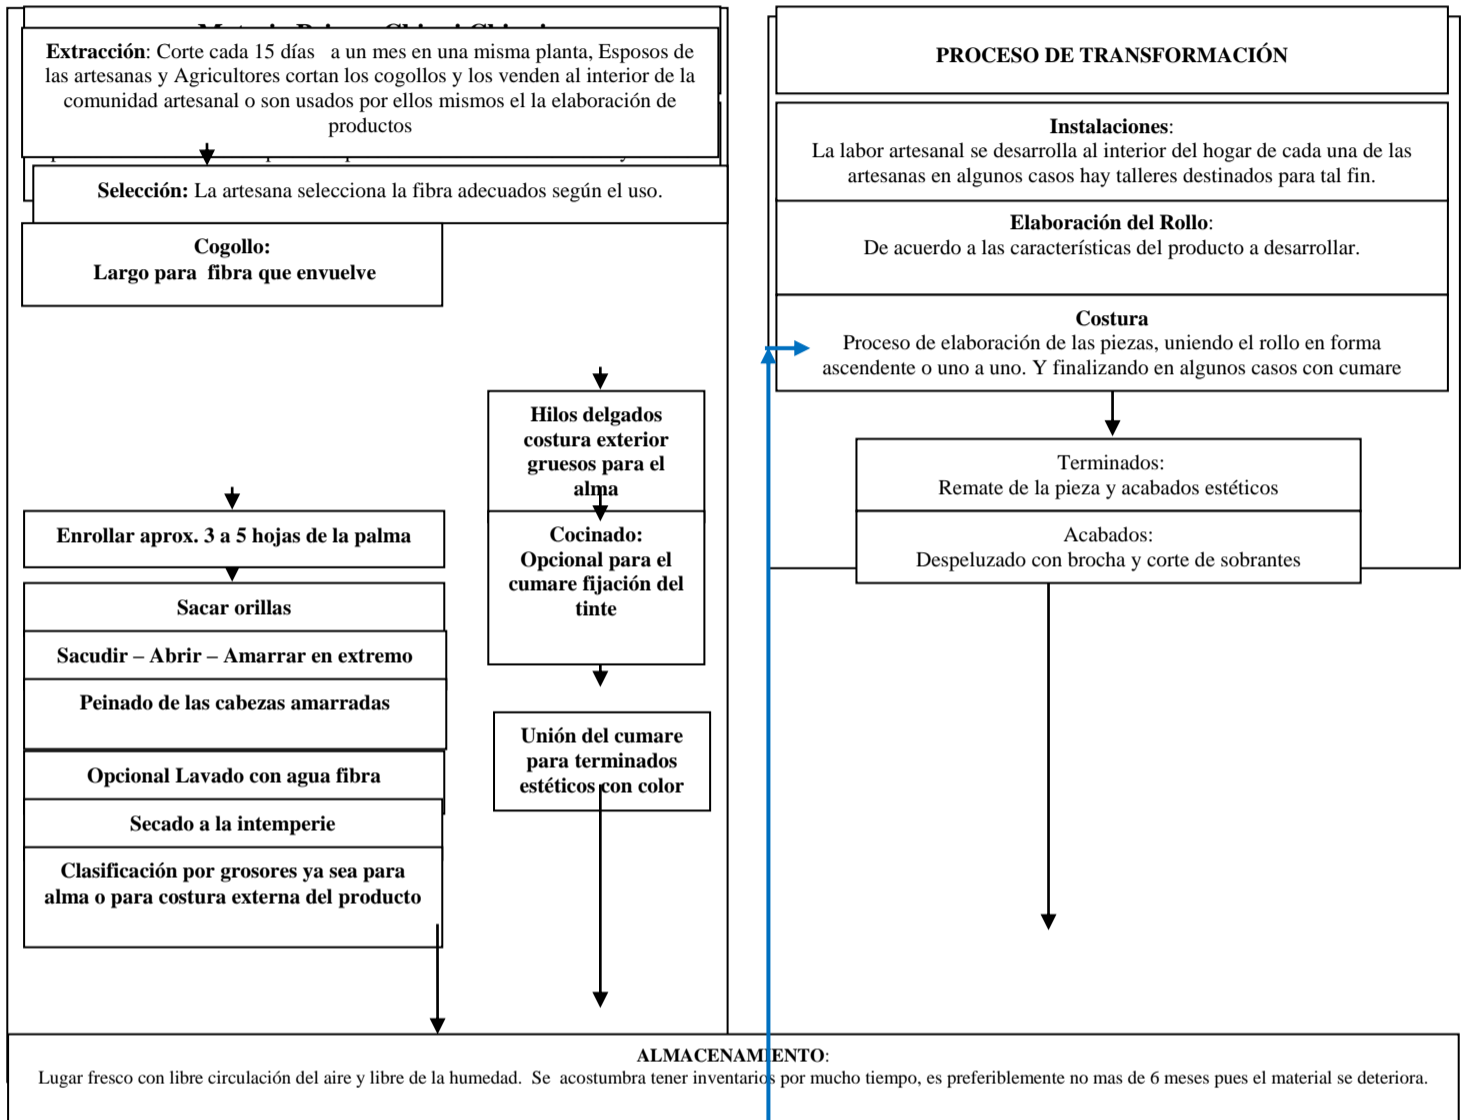 Extracción: Corte cada 15 días   a un mes en una misma planta, Esposos de
las artesanas y Agricultores cortan los cogollos y los venden al interior de la
comunidad artesanal o son usados por ellos mismos el la elaboración de
productos
Selección: La artesana selecciona la fibra adecuados según el uso.
Cogollo:
Largo para  fibra que envuelve
Enrollar aprox. 3 a 5 hojas de la palma
Sacar orillas
Sacudir – Abrir – Amarrar en extremo
Peinado de las cabezas amarradas
Opcional Lavado con agua fibra
Secado a la intemperie
Clasificación por grosores ya sea para
alma o para costura externa del producto
Hilos delgados
costura exterior
gruesos para el
alma
Cocinado:
Opcional para el
cumare fijación del
tinte
Unión del cumare
para terminados
estéticos con color
PROCESO DE TRANSFORMACIÓN
Instalaciones:
La labor artesanal se desarrolla al interior del hogar de cada una de las
artesanas en algunos casos hay talleres destinados para tal fin.
Elaboración del Rollo:
De acuerdo a las características del producto a desarrollar.
Costura
Proceso de elaboración de las piezas, uniendo el rollo en forma
ascendente o uno a uno. Y finalizando en algunos casos con cumare
Terminados:
Remate de la pieza y acabados estéticos
Acabados:
Despeluzado con brocha y corte de sobrantes
ALMACENAMIENTO:
Lugar fresco con libre circulación del aire y libre de la humedad.  Se  acostumbra tener inventarios por mucho tiempo, es preferiblemente no mas de 6 meses pues el material se deteriora.